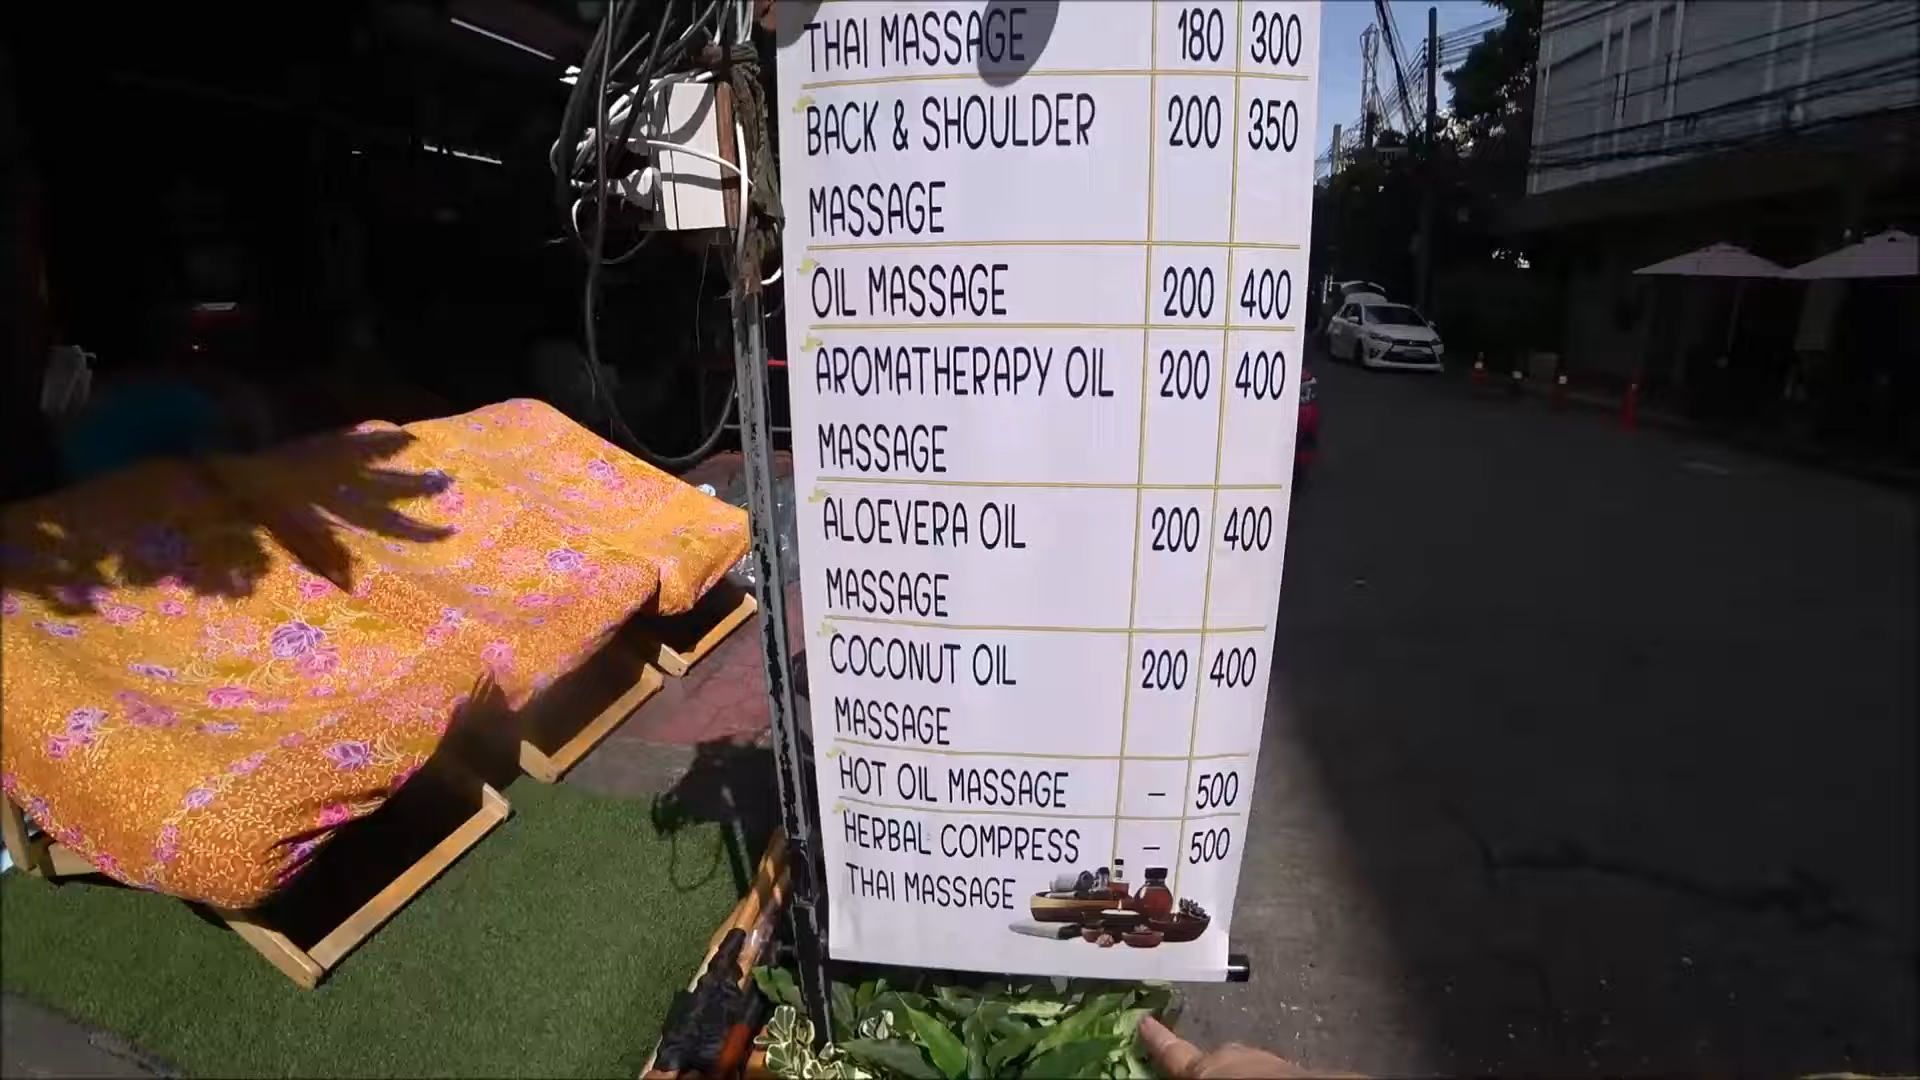 THAI MASSAGE 180 300
BACK & SHOULDER 200 350
MASSAGE
OIL MASSAGE 200 400
AROMATHERAPY OIL 200 400
MASSAGE
ALOEVERA OIL 200 400
MASSAGE
COCONUT OIL 200 400
MASSAGE
HOT OIL MASSAGE – 500
HERBAL COMPRESS – 500
THAI MASSAGE